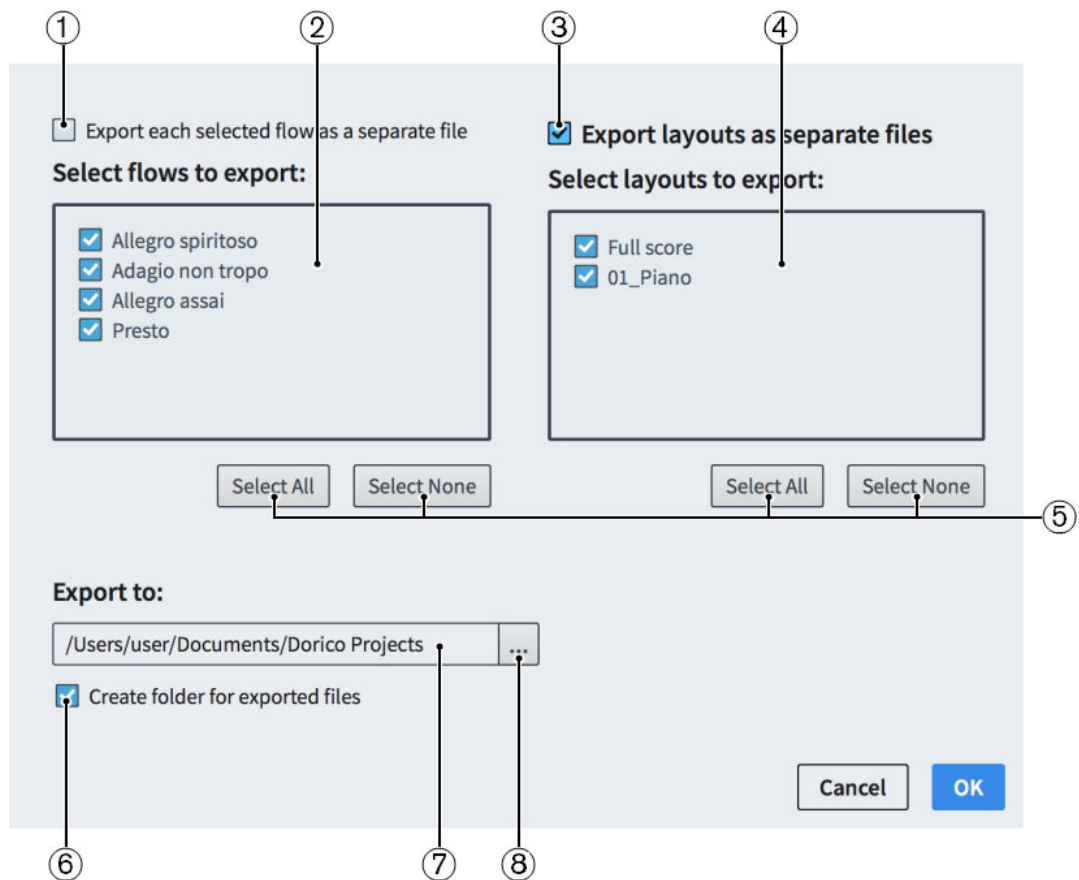 ① ② ③ ④
Export each selected flow as a separate file
Select flows to export:
Allegro spiritoso
Adagio non tropo
Allegro assai
Presto
Select All Select None
Export layouts as separate files
Select layouts to export:
Full score
01_Piano
Select All Select None
⑤
Export to:
/Users/user/Documents/Dorico Projects ...
Create folder for exported files
Cancel OK
⑥ ⑦ ⑧